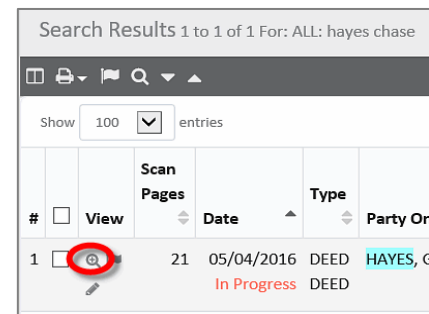 Search Results 1 to 1 of 1 For: ALL: hayes chase
Show 100 entries
Scan
Pages
Type
# View Date Party Or
1 21 05/04/2016 DEED HAYES, G
In Progress DEED